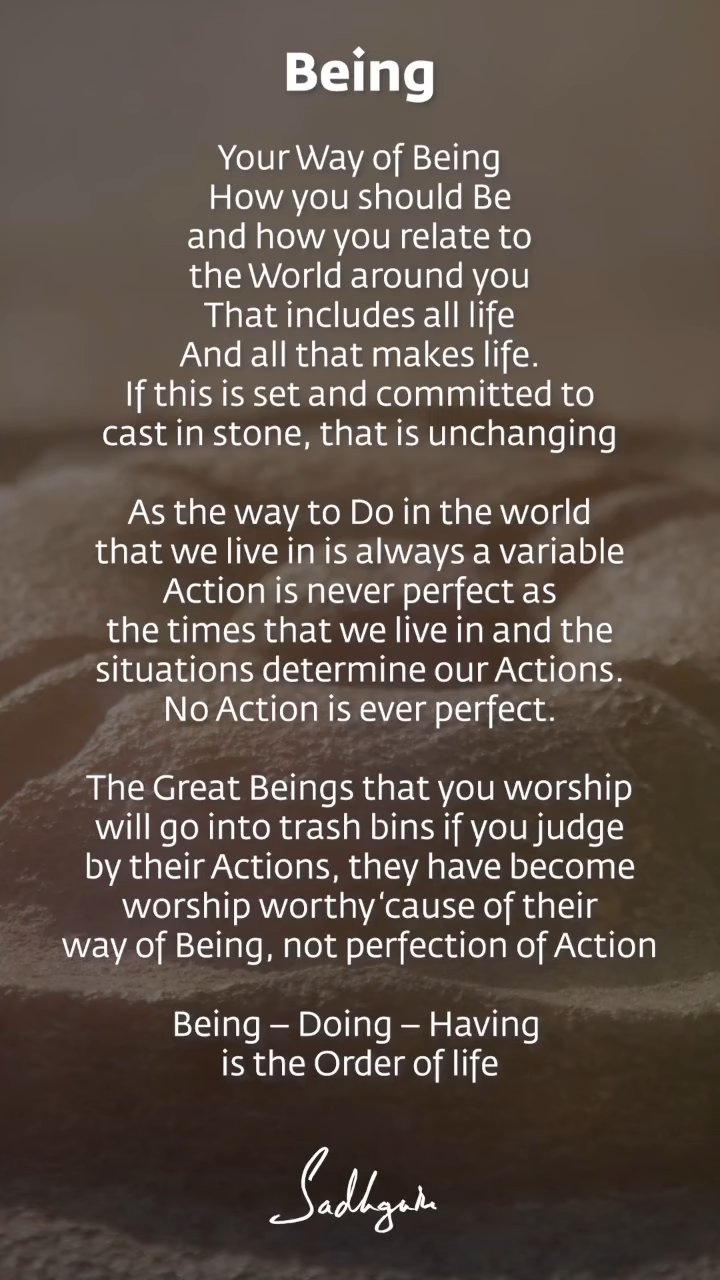 Being
Your Way of Being
How you should Be
and how you relate to
the World around you
That includes all life
And all that makes life.
If this is set and committed to
cast in stone, that is unchanging
As the way to Do in the world
that we live in is always a variable
Action is never perfect as
the times that we live in and the
situations determine our Actions.
No Action is ever perfect.
The Great Beings that you worship
will go into trash bins if you judge
by their Actions, they have become
worship worthy ‘cause of their
way of Being, not perfection of Action
Being – Doing – Having
is the Order of life
Sadhguru